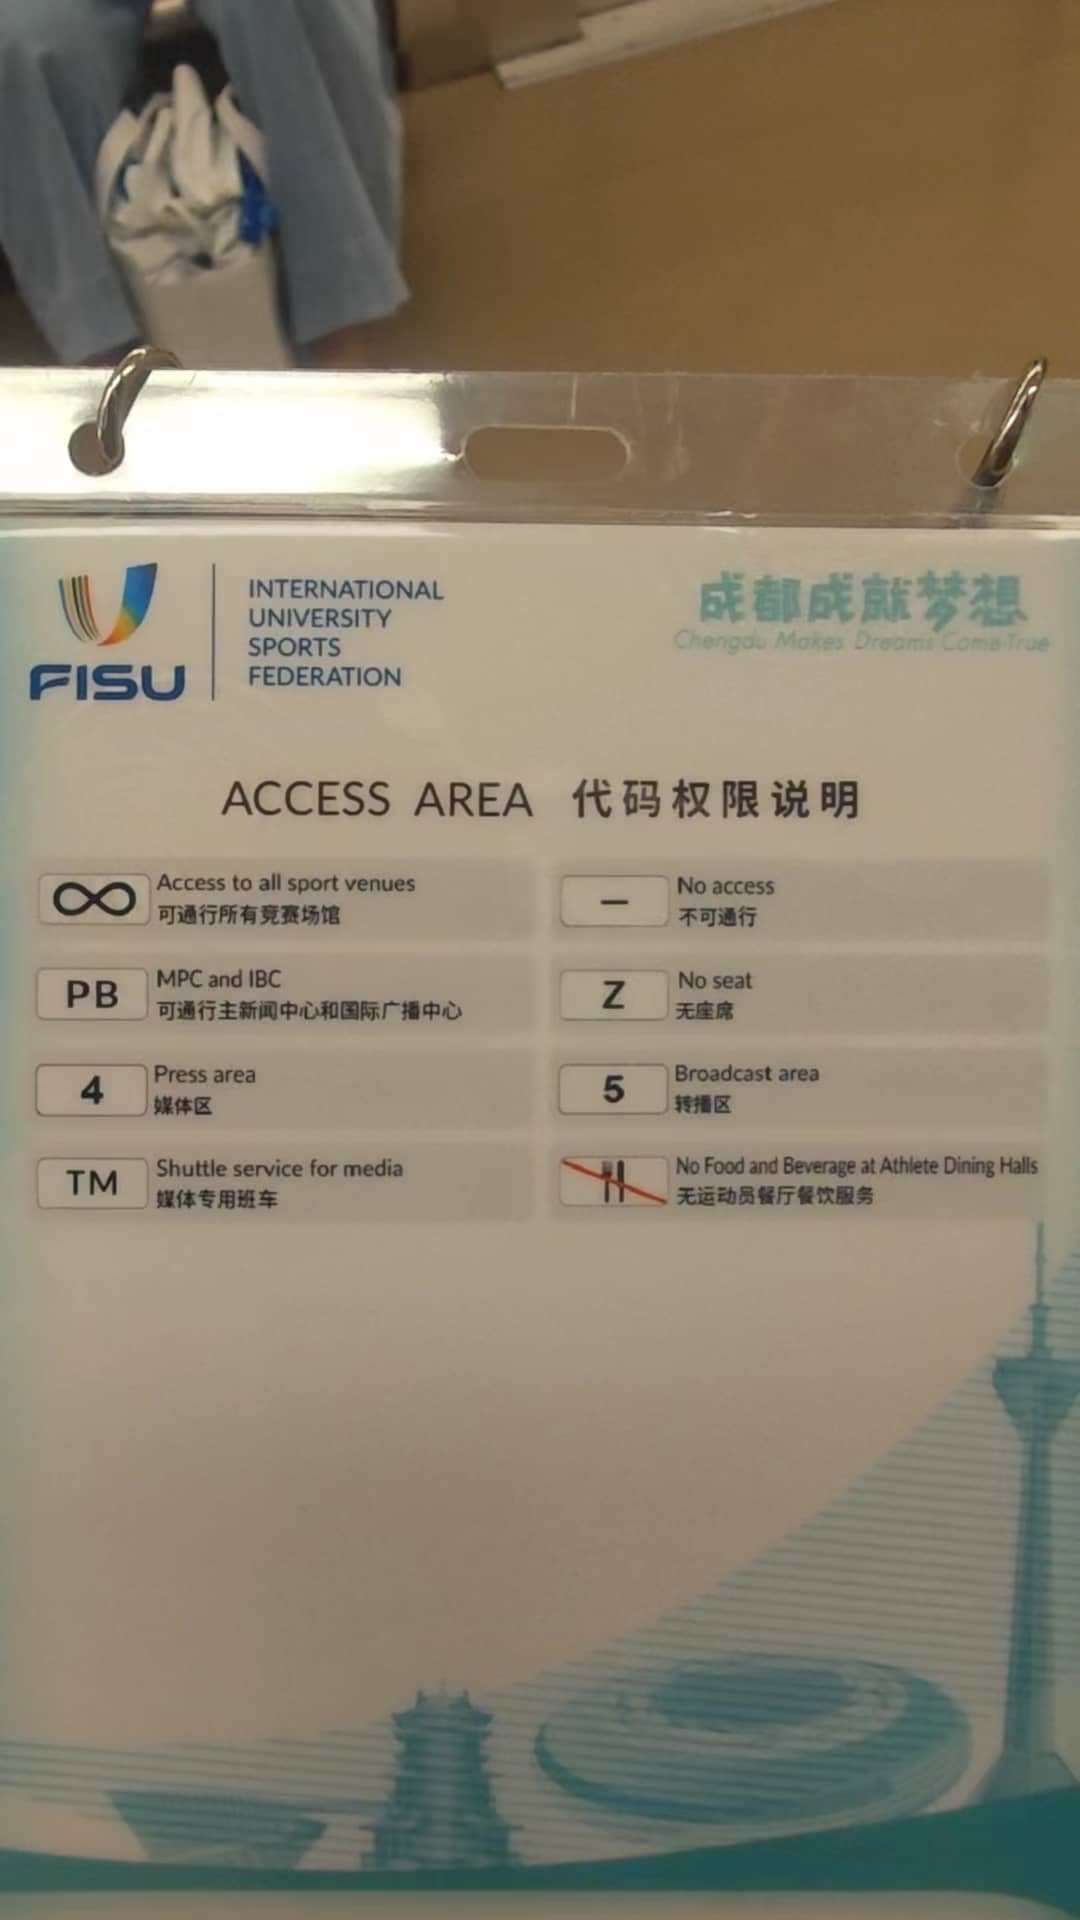 FISU
INTERNATIONAL
UNIVERSITY
SPORTS
FEDERATION
成都成就梦想
Chengdu Makes Dreams Come True
ACCESS AREA 代码权限说明
∞ Access to all sport venues
可通行所有竞赛场馆
— No access
不可通行
PB MPC and IBC
可通行主新闻中心和国际广播中心
Z No seat
无座席
4 Press area
媒体区
5 Broadcast area
转播区
TM Shuttle service for media
媒体专用班车
No Food and Beverage at Athlete Dining Halls
无运动员餐厅餐饮服务